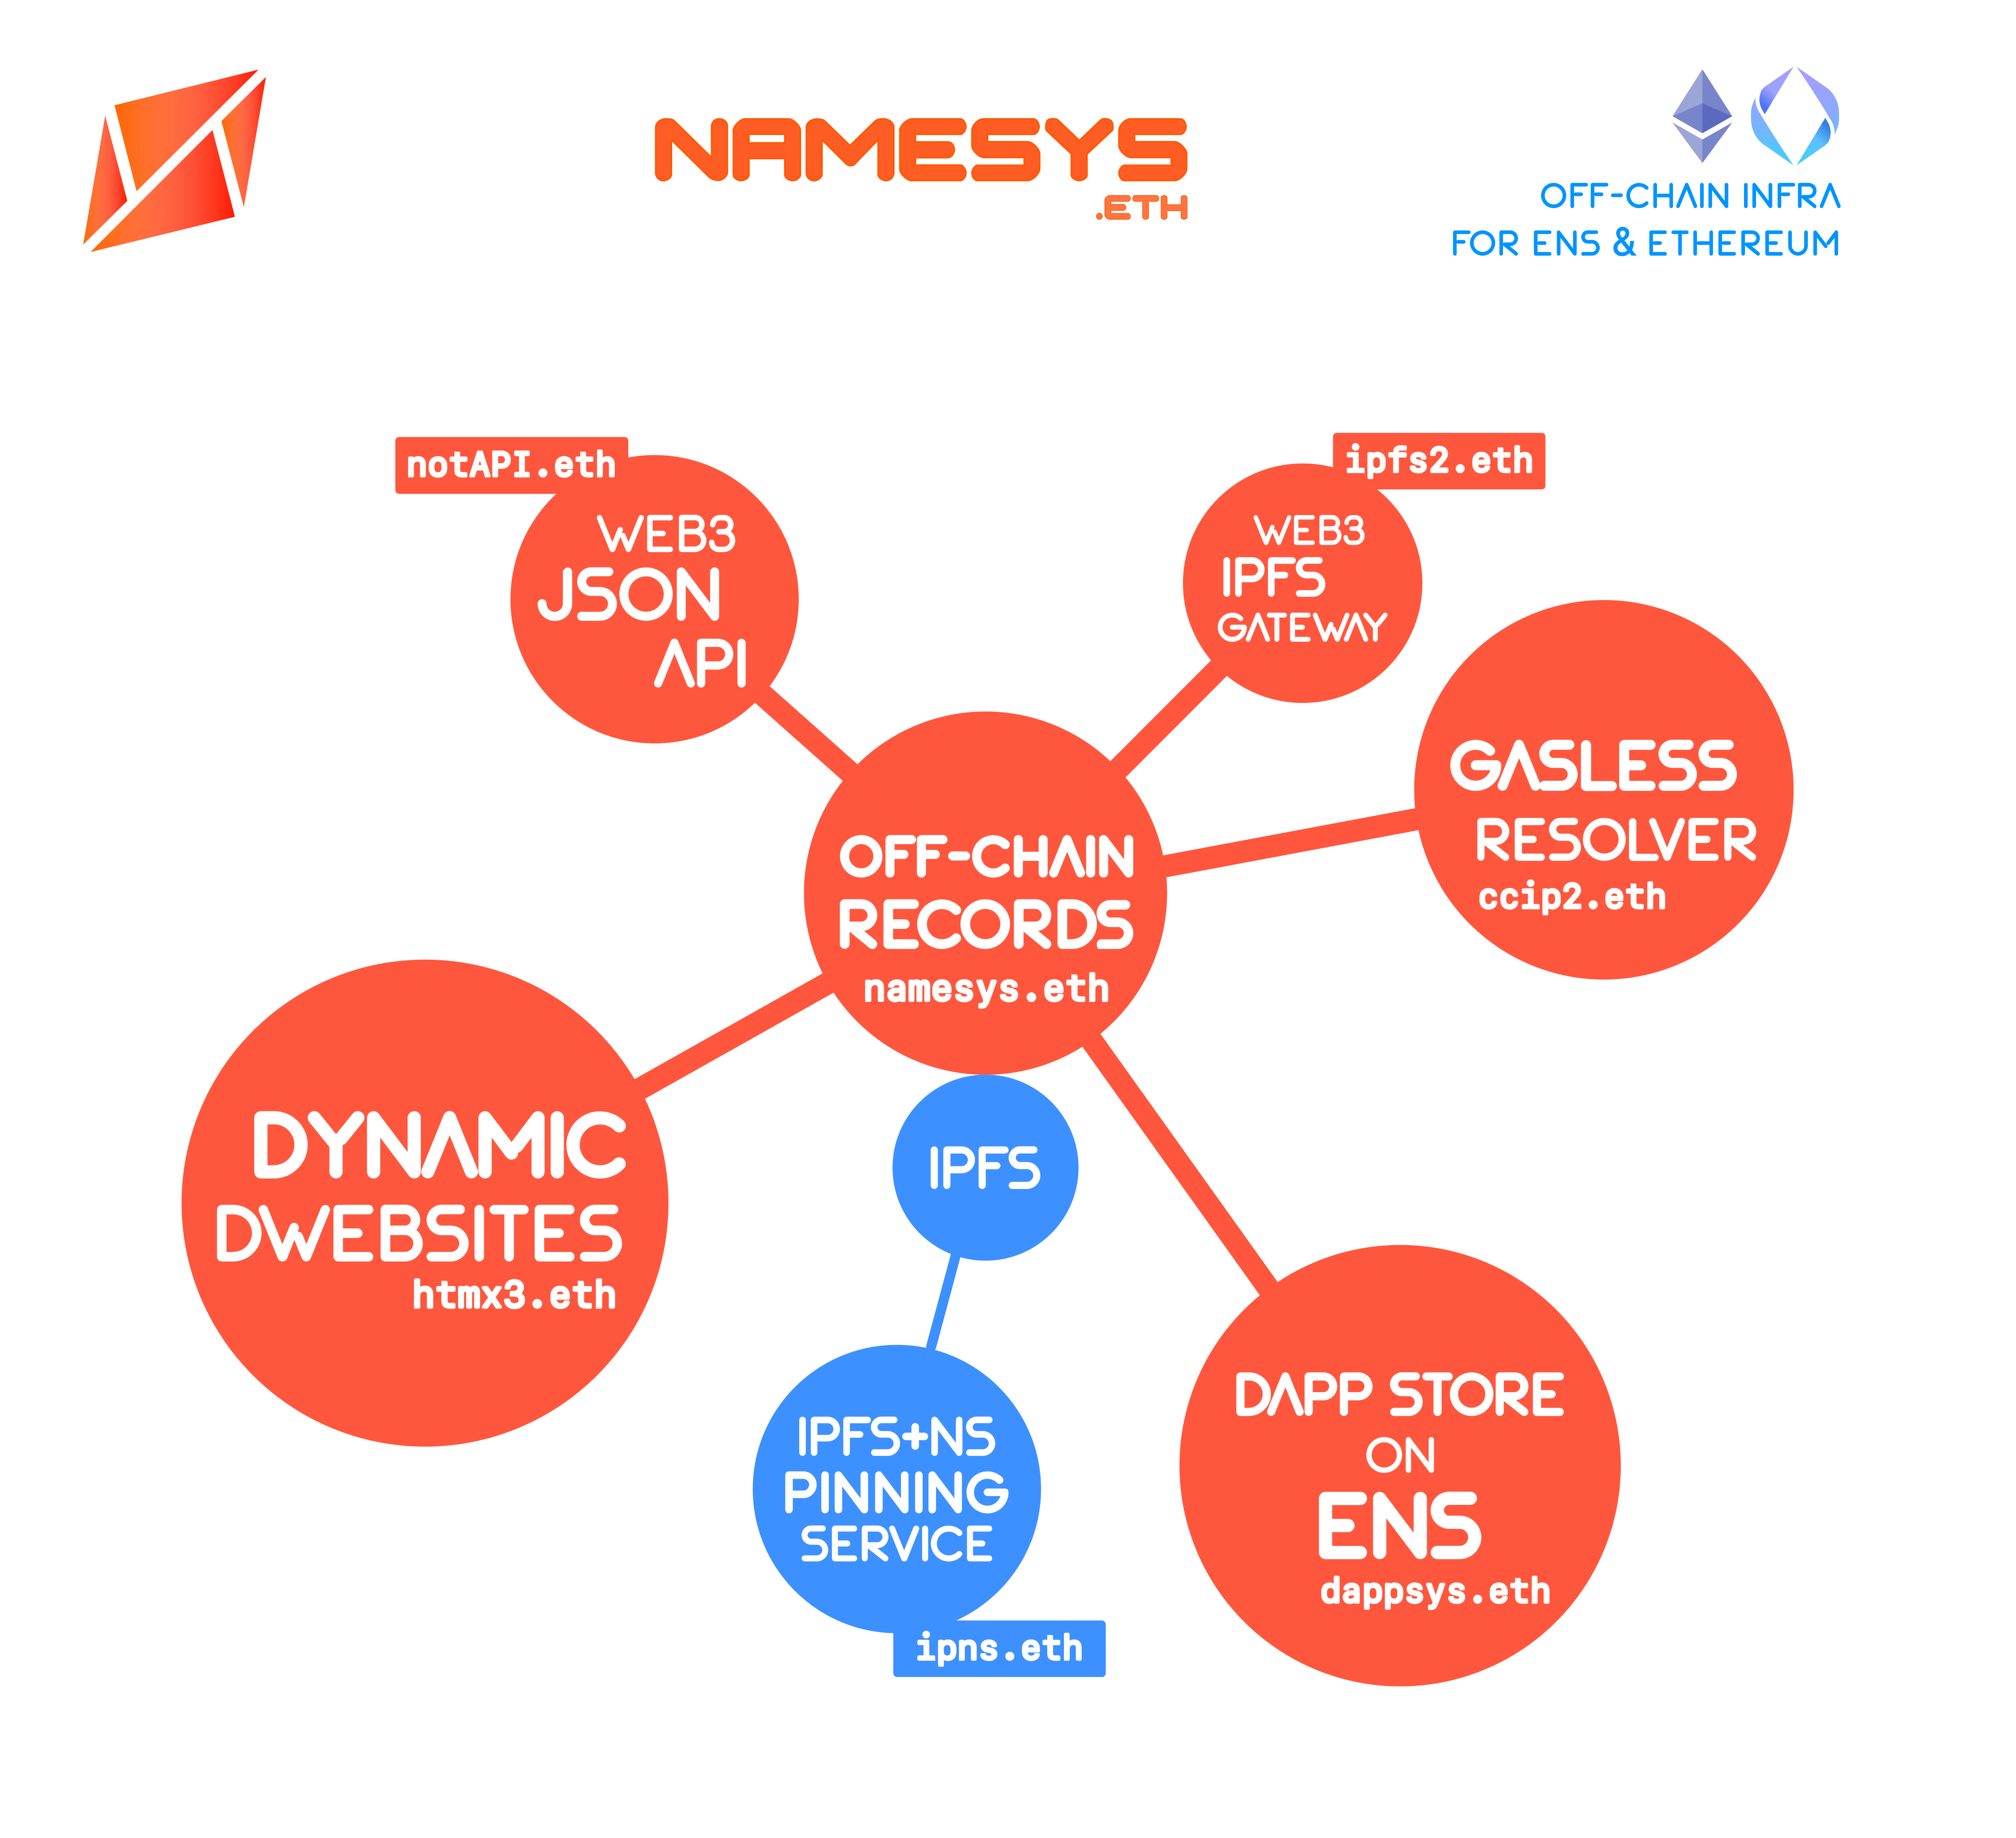 NAMESYS
.ETH
OFF-CHAIN INFRA
FOR ENS & ETHEREUM
notAPI.eth
WEB3
JSON
API
ipfs2.eth
WEB3
IPFS
GATEWAY
GASLESS
RESOLVER
ccip2.eth
OFF-CHAIN
RECORDS
namesys.eth
DYNAMIC
DWEBSITES
htmx3.eth
IPFS
IPFS+NS
PINNING
SERVICE
ipns.eth
DAPP STORE
ON
ENS
dappsys.eth